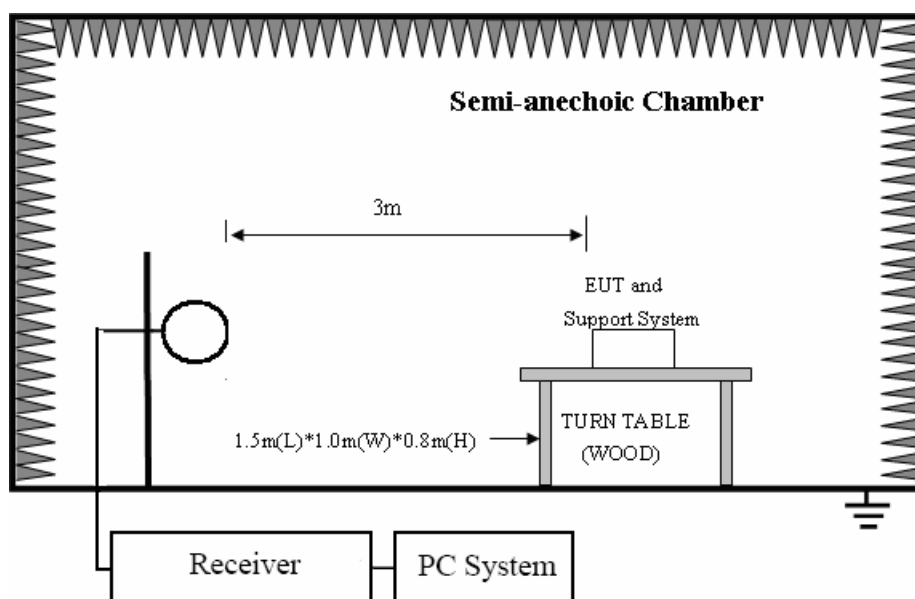 Semi-anechoic Chamber
3m
EUT and
Support System
1.5m(L)*1.0m(W)*0.8m(H)
TURN TABLE
(WOOD)
Receiver
PC System